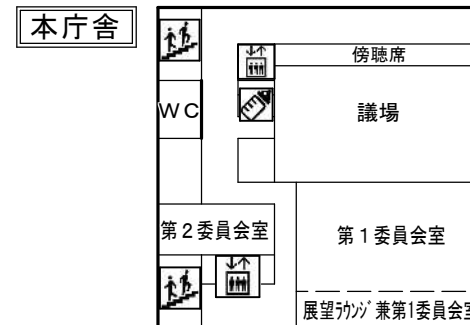 本庁舎
傍聴席
WC
議場
第2委員会室
第1委員会室
展望ラウンジ兼第1委員会室